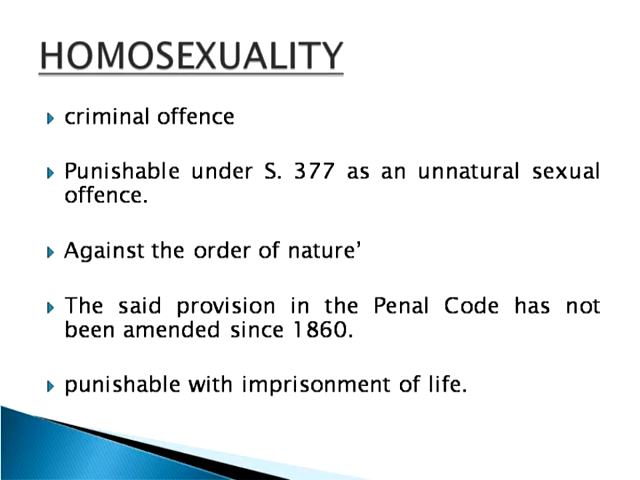 HOMOSEXUALITY
criminal offence
Punishable under S. 377 as an unnatural sexual
offence.
Against the order of nature’
The said provision in the Penal Code has not
been amended since 1860.
punishable with imprisonment of life.